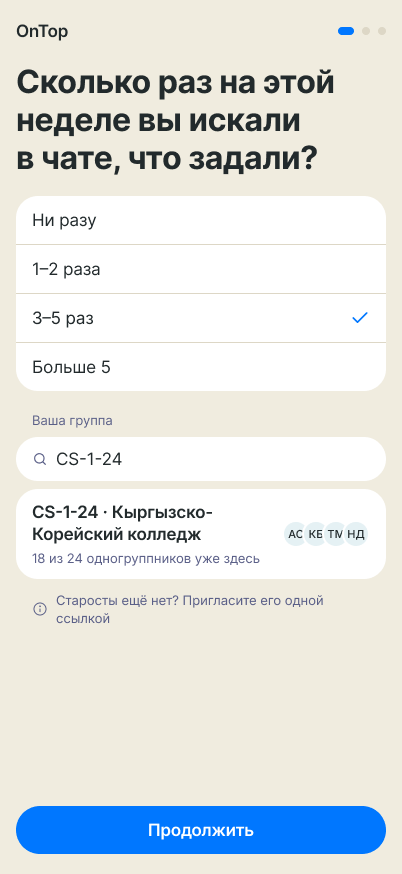 OnTop
Сколько раз на этой
неделе вы искали
в чате, что задали?
Ни разу
1–2 раза
3–5 раз
Больше 5
Ваша группа
CS-1-24
CS-1-24 · Кыргызско-
Корейский колледж
АС КБ ТМ НД
18 из 24 одногруппников уже здесь
Старосты ещё нет? Пригласите его одной
ссылкой
Продолжить